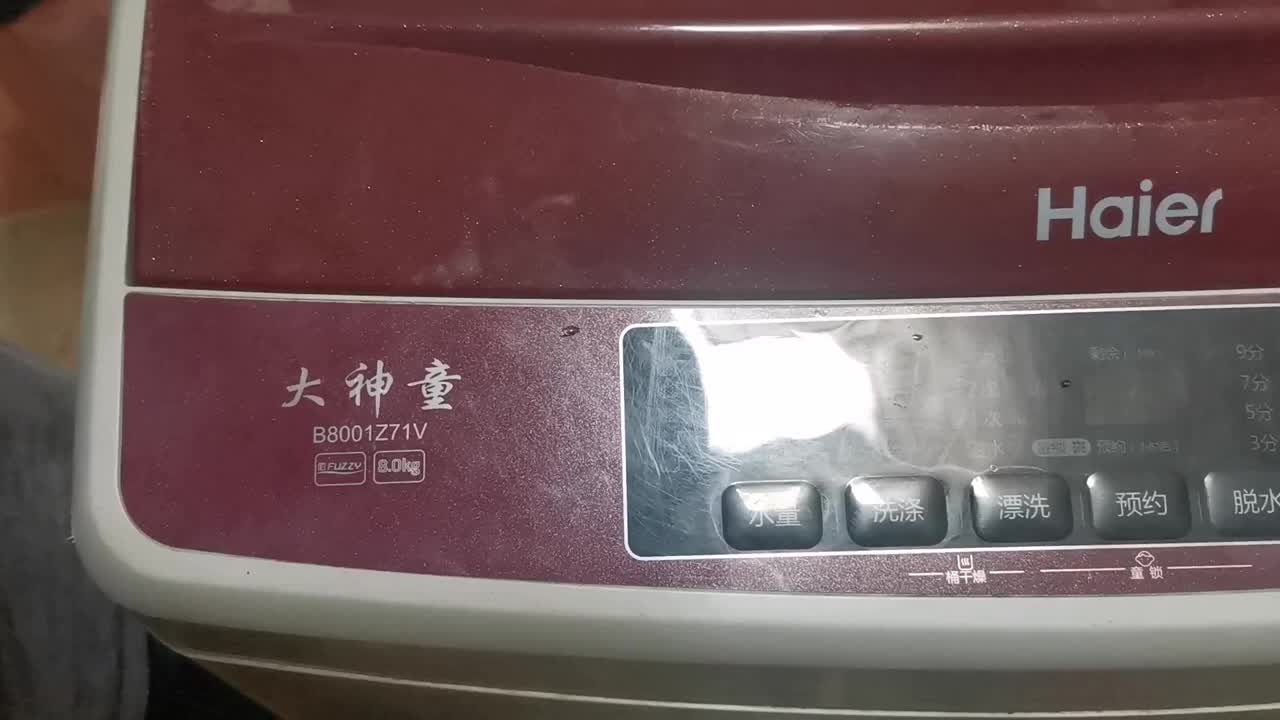 Haier
大神童
B8001Z71V
FUZZY 8.0kg
剩余
9分
7分
5分
3分
预约
水量 洗涤 漂洗 预约 脱水
桶干燥 童锁